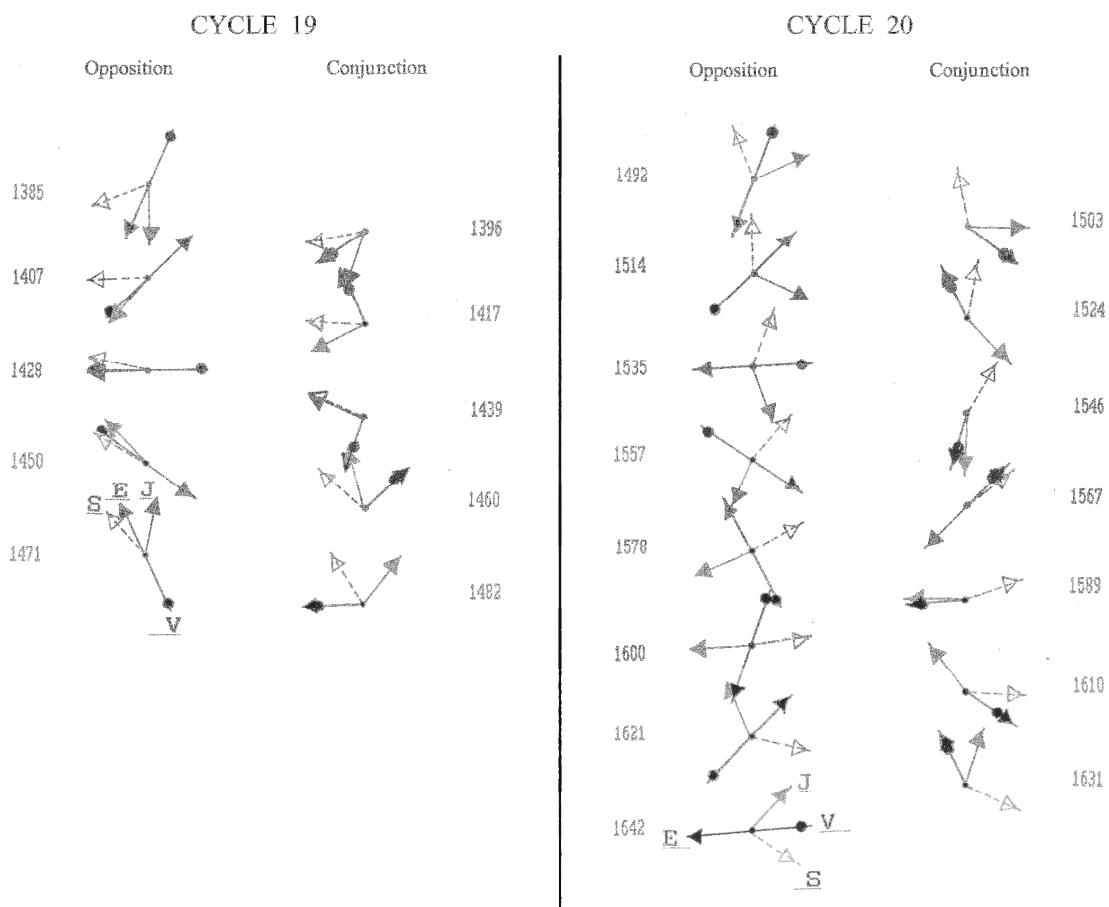 CYCLE 19
Opposition
Conjunction
1385
1396
1407
1417
1428
1439
1450
1460
S E J
1471
1482
V
CYCLE 20
Opposition
Conjunction
1492
1503
1514
1524
1535
1546
1557
1567
1578
1589
1600
1610
1621
1631
J
1642
E
V
S